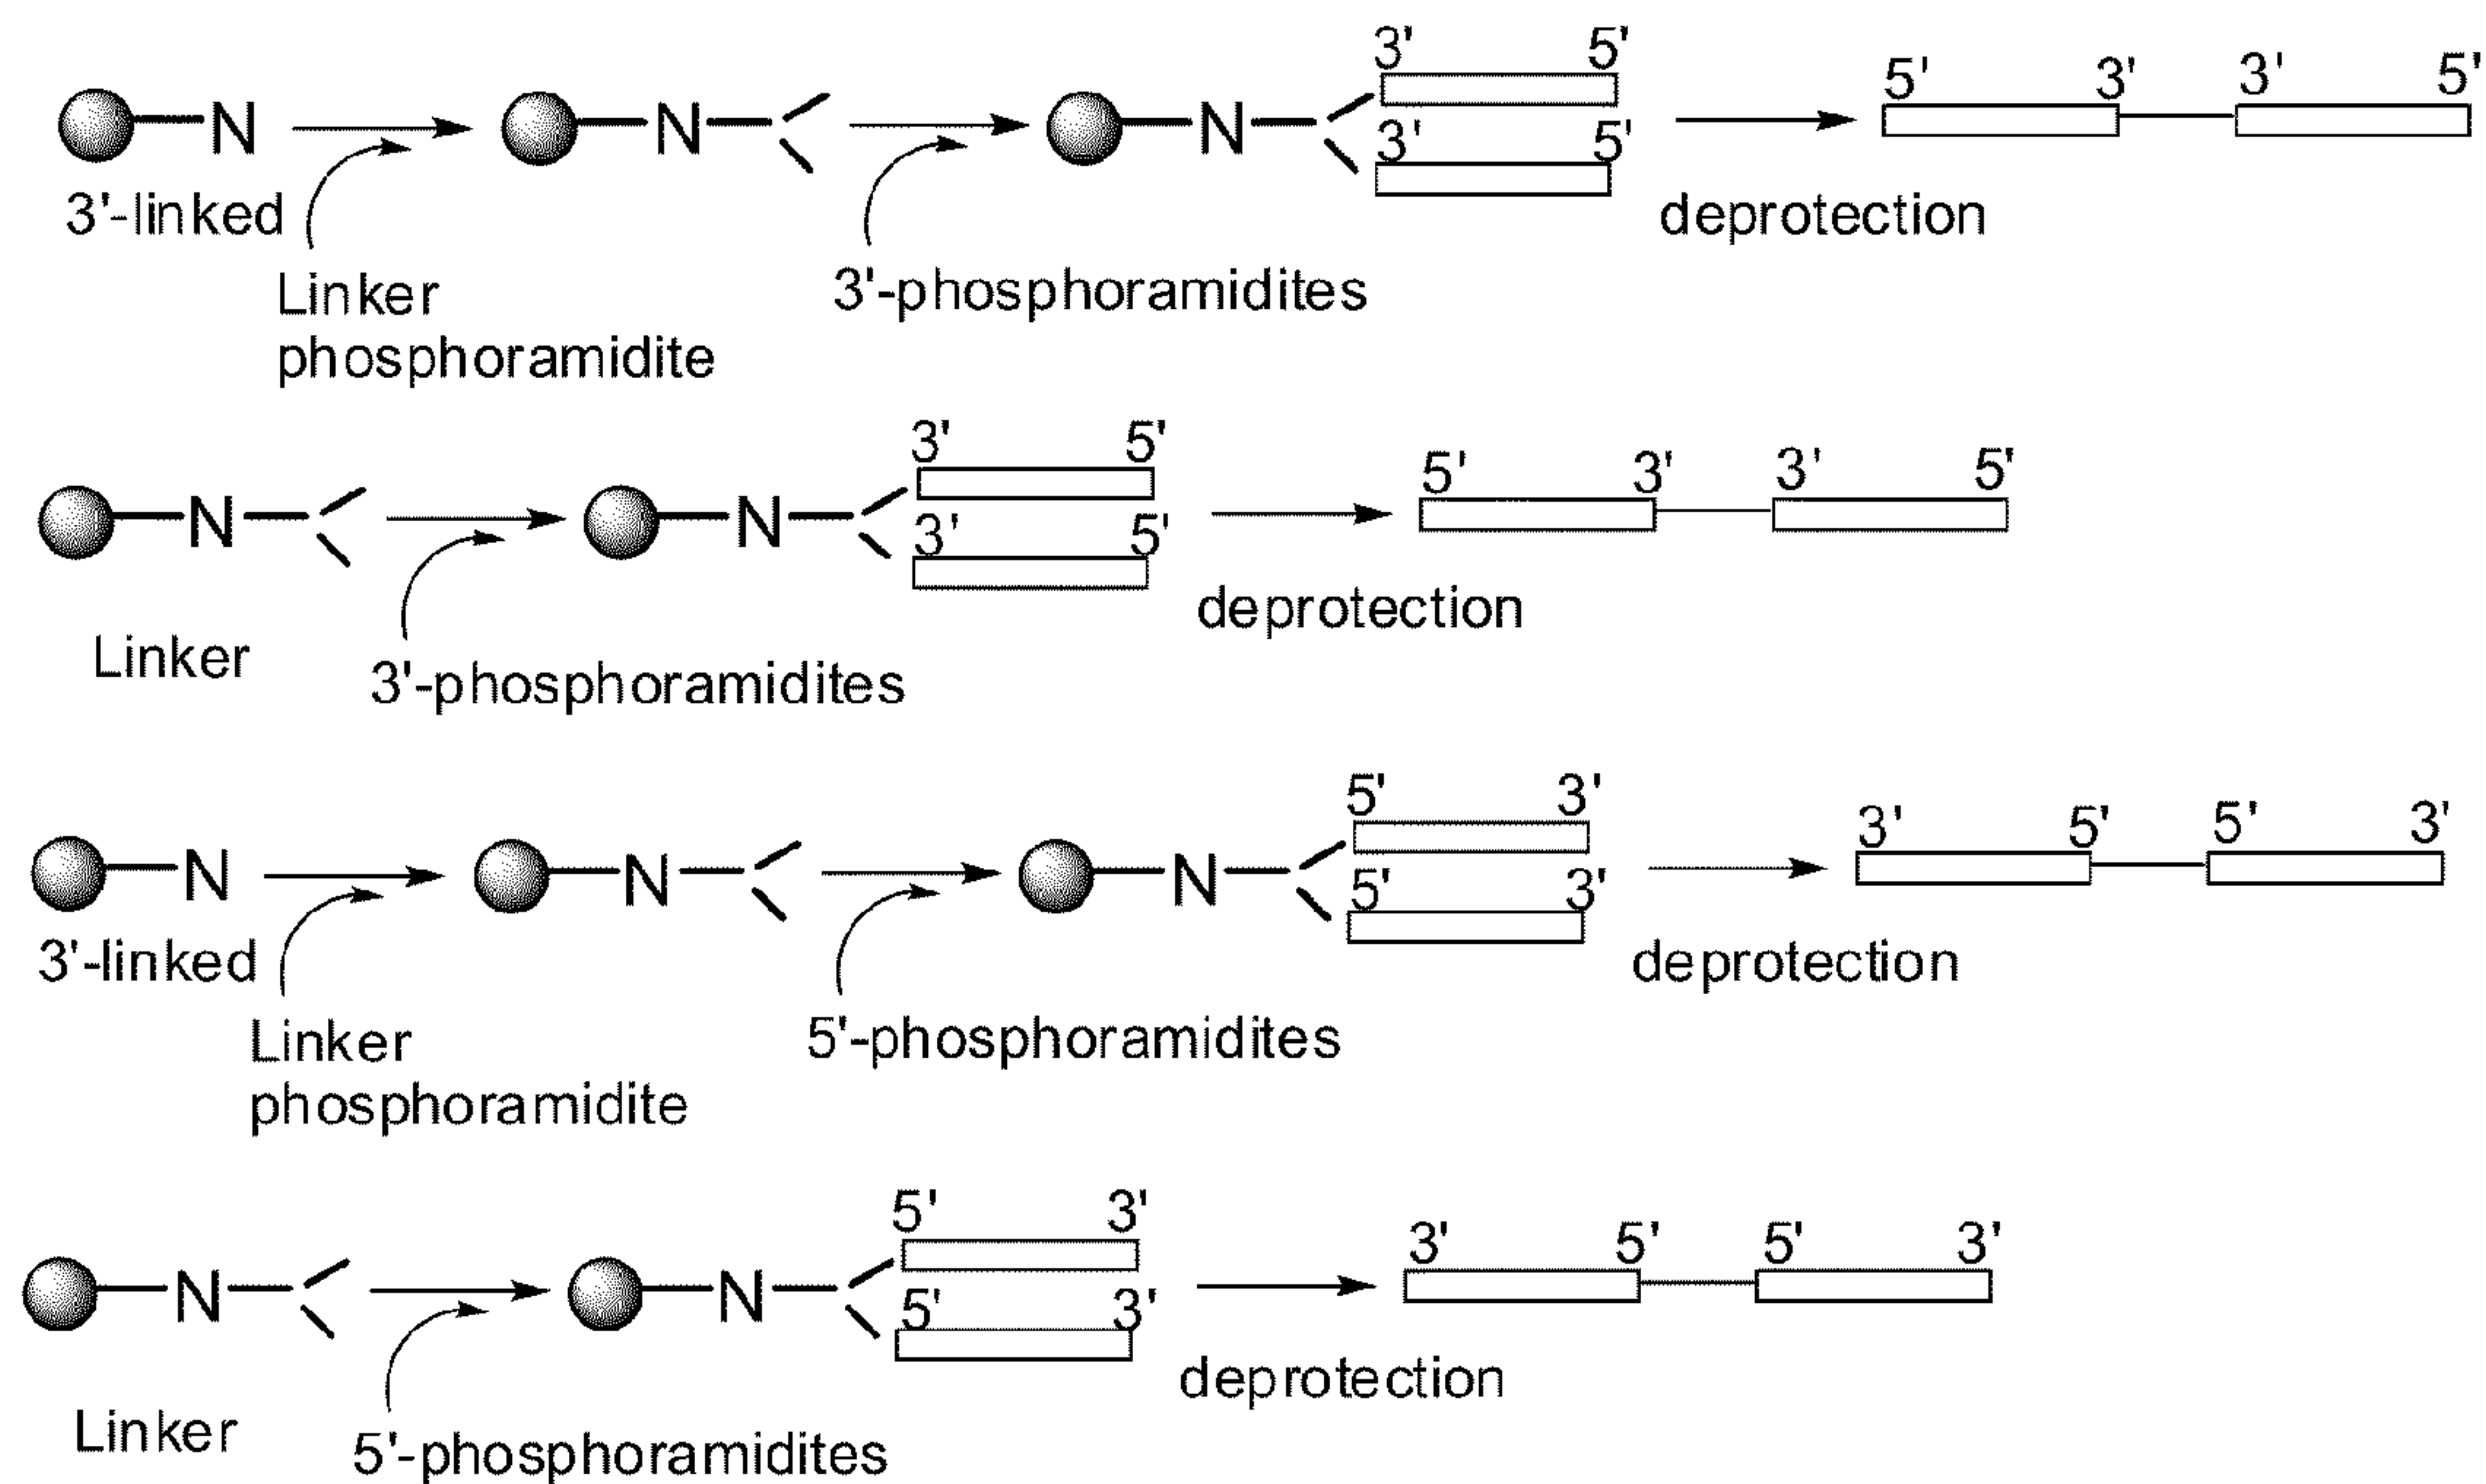 3' 5'
5' 3' 3' 5'
N N N
3' 5'
3'-linked deprotection
Linker
phosphoramidite
3'-phosphoramidites
3' 5'
5' 3' 3' 5'
N N
3' 5'
deprotection
Linker
3'-phosphoramidites
5' 3'
3' 5' 5' 3'
N N N
5' 3'
3'-linked deprotection
Linker
phosphoramidite
5'-phosphoramidites
5' 3'
3' 5' 5' 3'
N N
5' 3'
deprotection
Linker
5'-phosphoramidites